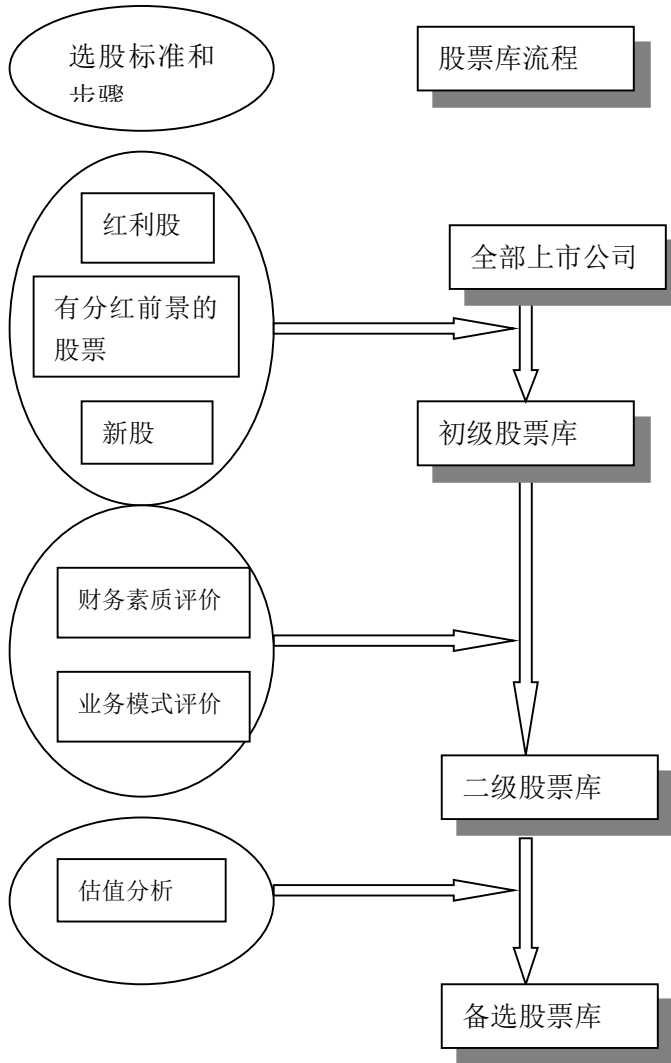 选股标准和
步骤
股票库流程
红利股
有分红前景的
股票
新股
全部上市公司
初级股票库
财务素质评价
业务模式评价
二级股票库
估值分析
备选股票库